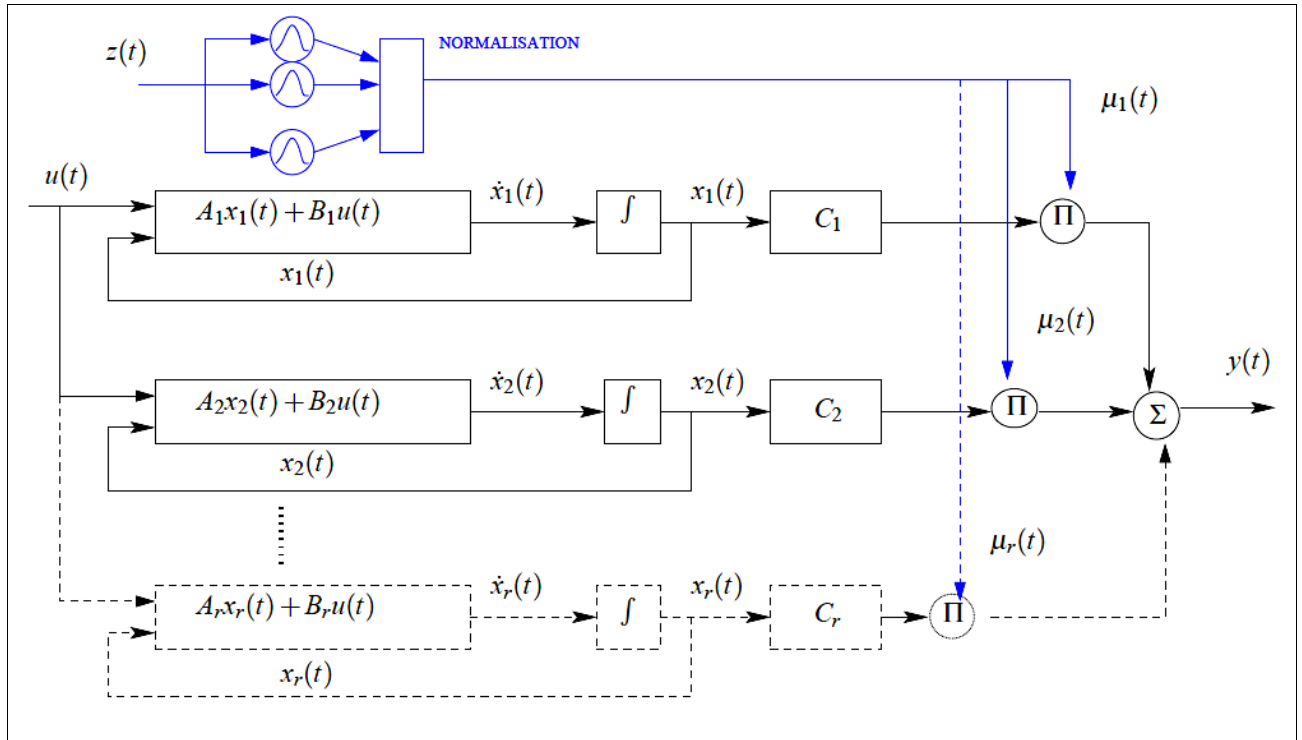 z(t)
NORMALISATION
μ₁(t)
u(t)
A₁x₁(t) + B₁u(t)
ẋ₁(t)
∫
x₁(t)
C₁
Π
x₁(t)
μ₂(t)
y(t)
A₂x₂(t) + B₂u(t)
ẋ₂(t)
∫
x₂(t)
C₂
Π
Σ
x₂(t)
μᵣ(t)
Aᵣxᵣ(t) + Bᵣu(t)
ẋᵣ(t)
∫
xᵣ(t)
Cᵣ
Π
xᵣ(t)